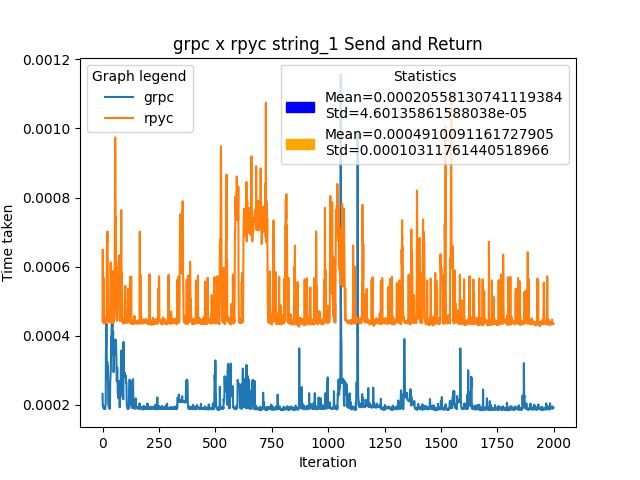 grpc x rpyc string_1 Send and Return
Graph legend
grpc
rpyc
Statistics
Mean=0.00020558130741119384
Std=4.60135861588038e-05
Mean=0.0004910091161727905
Std=0.00010311761440518966
Time taken
0.0012
0.0010
0.0008
0.0006
0.0004
0.0002
0 250 500 750 1000 1250 1500 1750 2000
Iteration